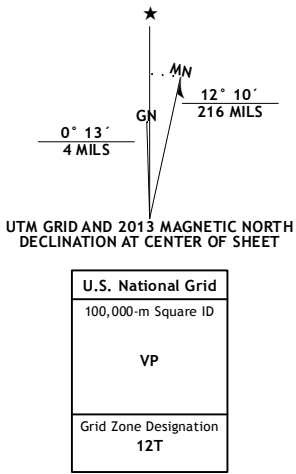 MN
GN
12° 10´
216 MILS
0° 13´
4 MILS
UTM GRID AND 2013 MAGNETIC NORTH
DECLINATION AT CENTER OF SHEET
U.S. National Grid
100,000-m Square ID
VP
Grid Zone Designation
12T